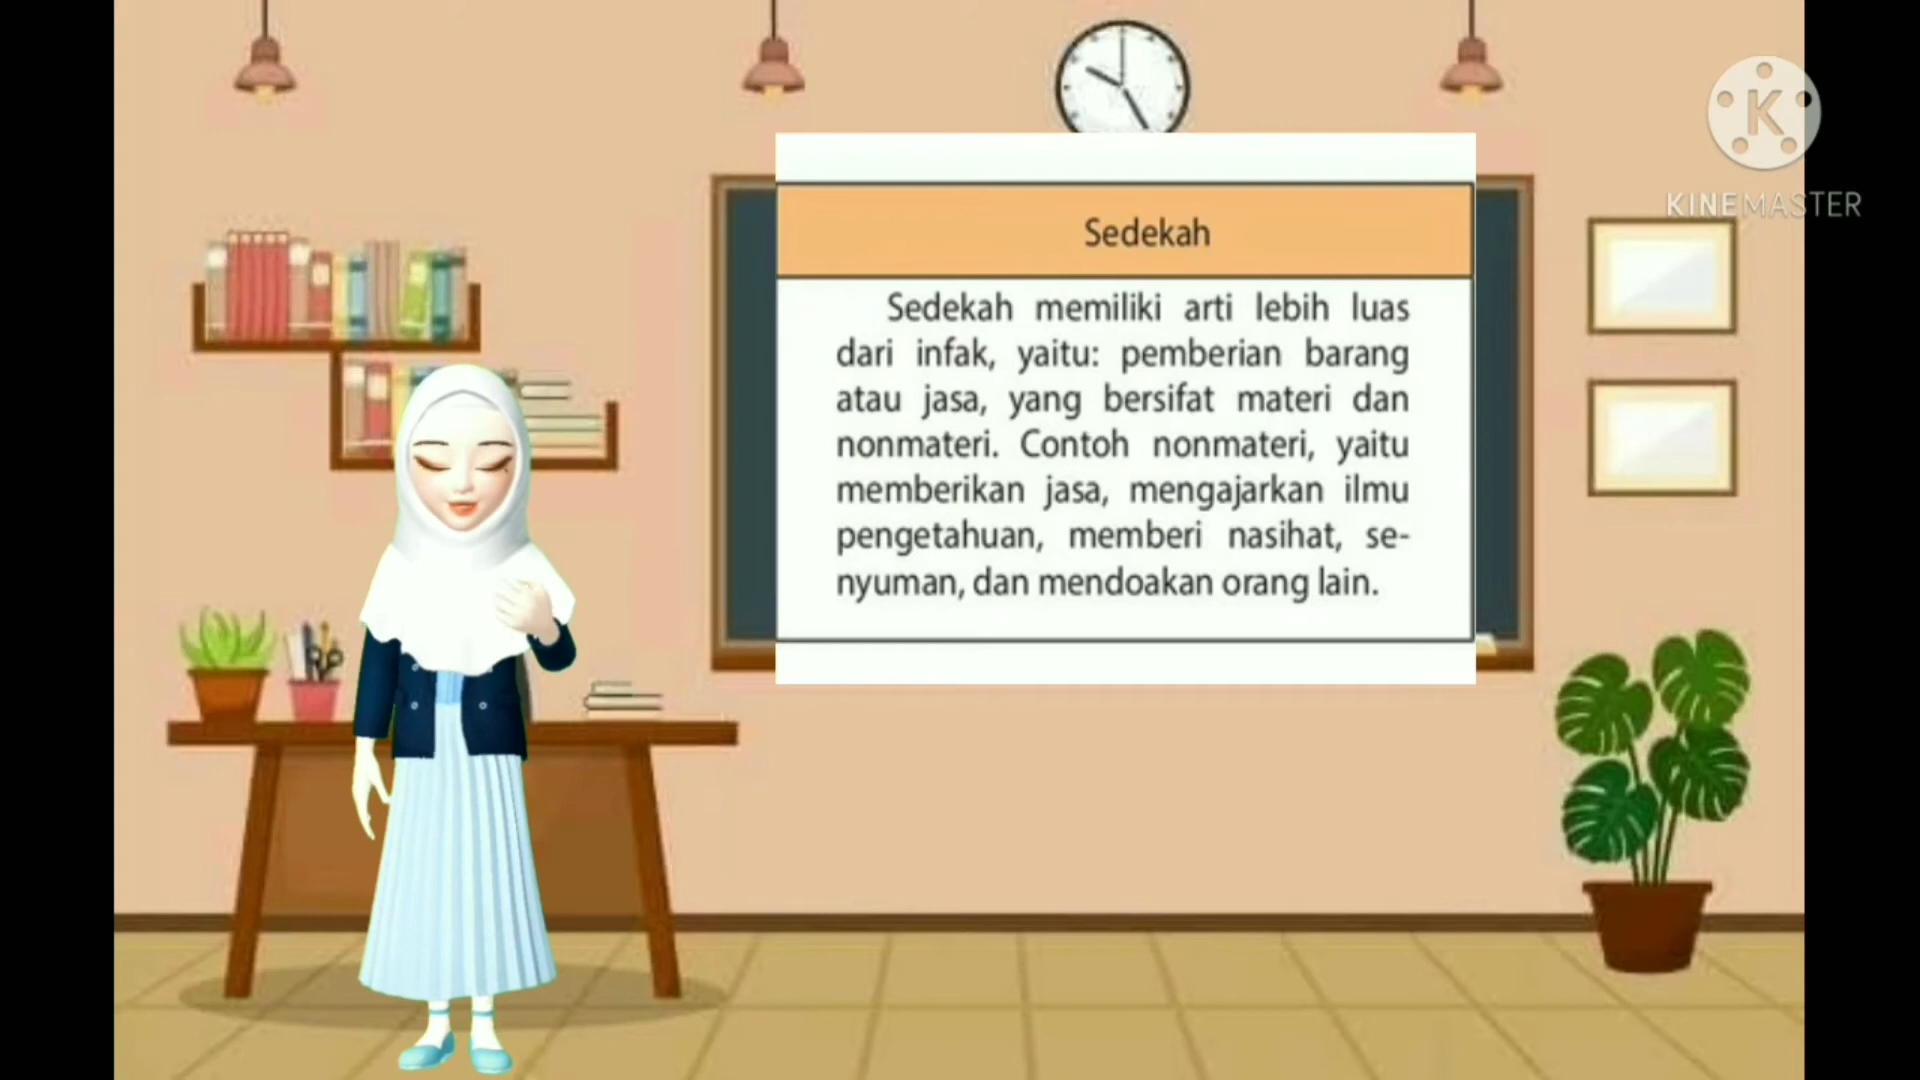 K
KINEMASTER
Sedekah
Sedekah memiliki arti lebih luas
dari infak, yaitu: pemberian barang
atau jasa, yang bersifat materi dan
nonmateri. Contoh nonmateri, yaitu
memberikan jasa, mengajarkan ilmu
pengetahuan, memberi nasihat, se-
nyuman, dan mendoakan orang lain.